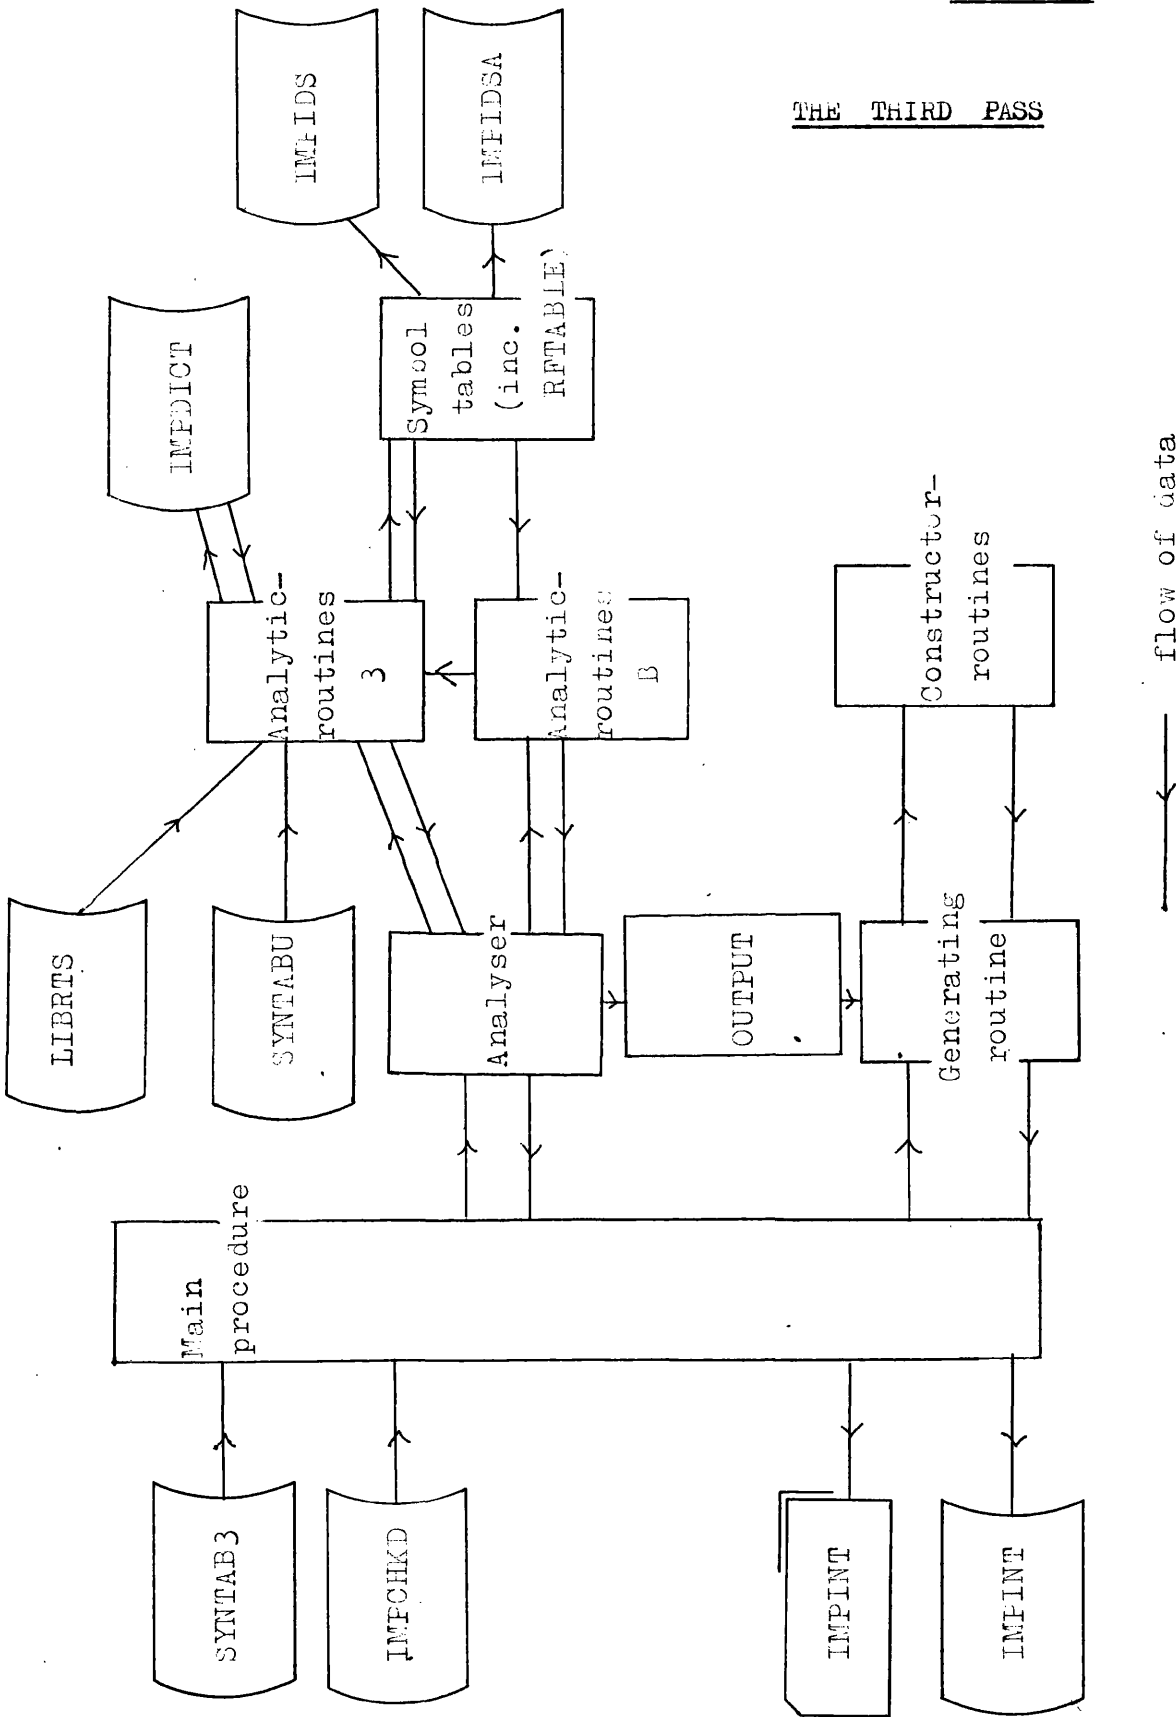 THE THIRD PASS
IMPIDS
IMPIDSA
IMPDICT
Symbol
tables
(inc.
RFTABLE)
Analytic-
routines
3
Analytic-
routines
B
Constructor-
routines
flow of data
LIBRTS
SYNTABU
Analyser
OUTPUT
Generating
routine
Main
procedure
SYNTAB3
IMPCHKD
IMPINT
IMPINT